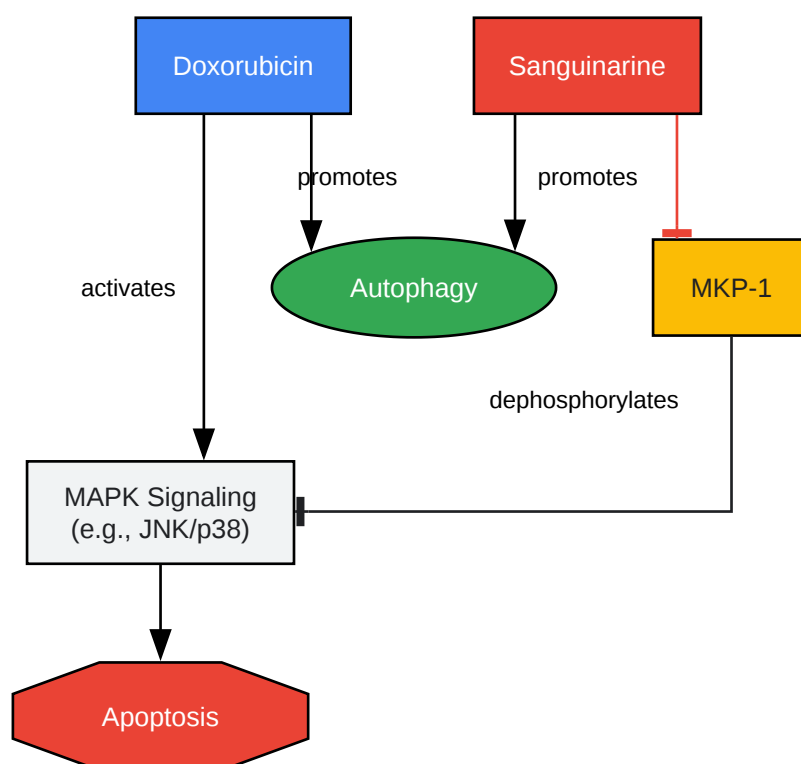 Doxorubicin
Sanguinarine
promotes
promotes
activates
Autophagy
MKP-1
dephosphorylates
MAPK Signaling
(e.g., JNK/p38)
Apoptosis